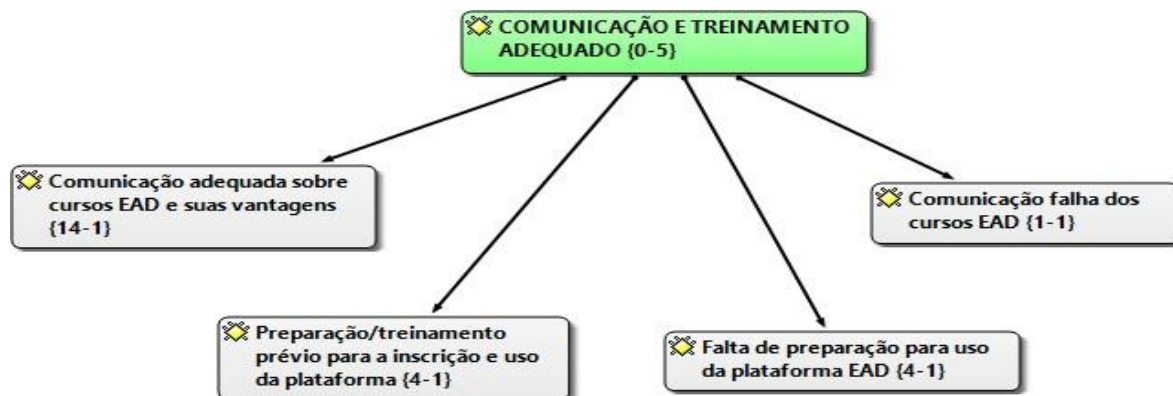 COMUNICAÇÃO E TREINAMENTO
ADEQUADO {0-5}
Comunicação adequada sobre
cursos EAD e suas vantagens
{14-1}
Comunicação falha dos
cursos EAD {1-1}
Preparação/treinamento
prévio para a inscrição e uso
da plataforma {4-1}
Falta de preparação para uso
da plataforma EAD {4-1}